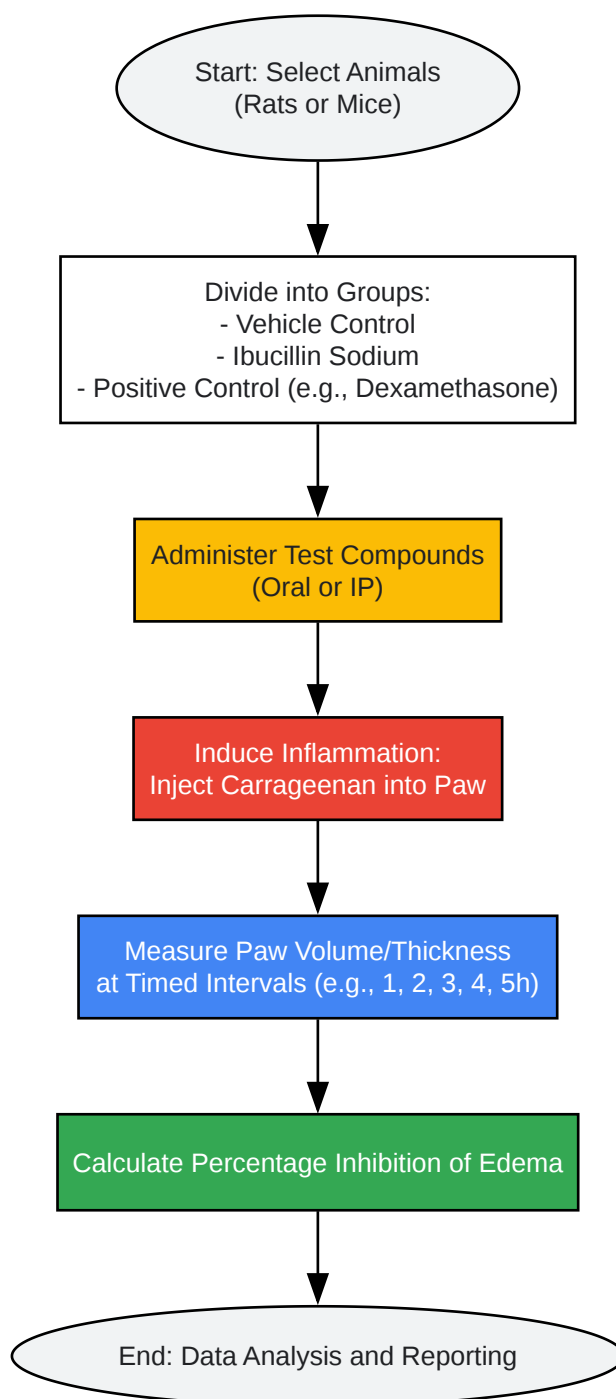 Start: Select Animals
(Rats or Mice)
Divide into Groups:
- Vehicle Control
- Ibucillin Sodium
- Positive Control (e.g., Dexamethasone)
Administer Test Compounds
(Oral or IP)
Induce Inflammation:
Inject Carrageenan into Paw
Measure Paw Volume/Thickness
at Timed Intervals (e.g., 1, 2, 3, 4, 5h)
Calculate Percentage Inhibition of Edema
End: Data Analysis and Reporting